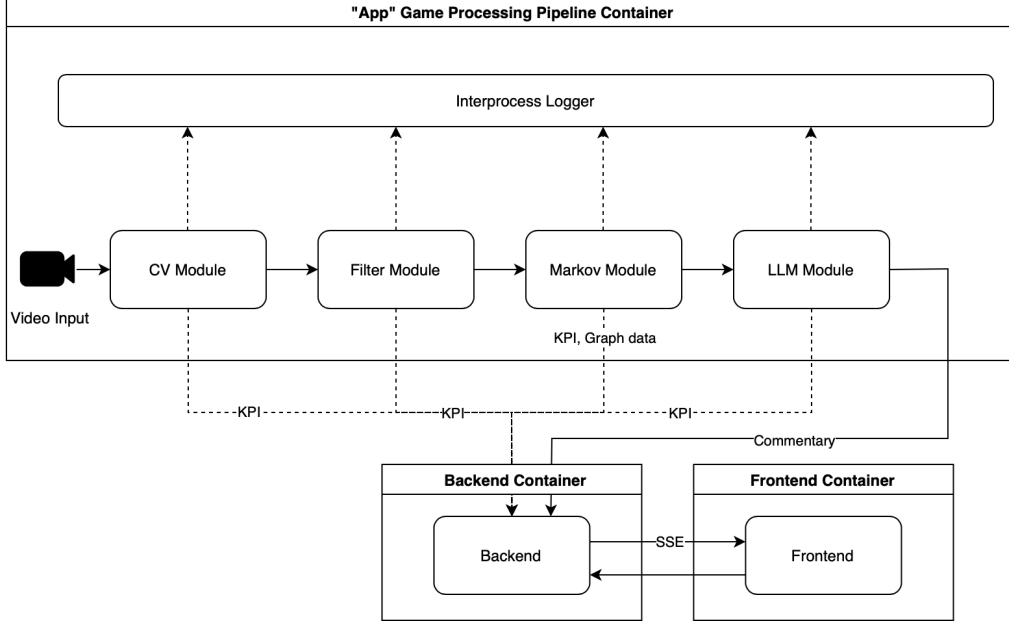 "App" Game Processing Pipeline Container
Interprocess Logger
CV Module
Filter Module
Markov Module
LLM Module
Video Input
KPI, Graph data
KPI
KPI
KPI
Commentary
Backend Container
Frontend Container
Backend
SSE
Frontend